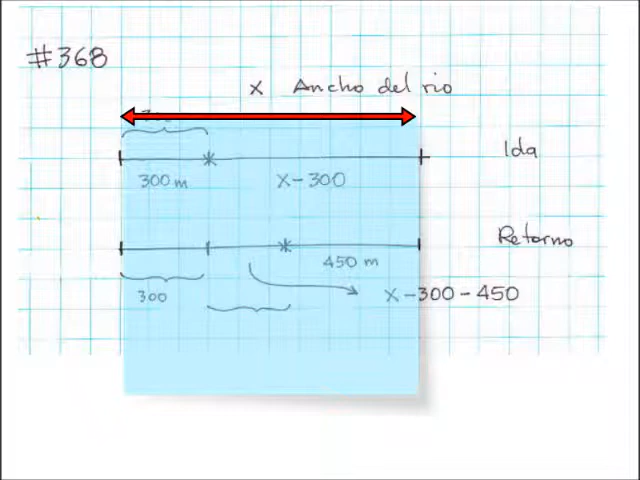 #368
x Ancho del rio
Ida
300 m x-300
Retorno
450 m
300
x-300-450